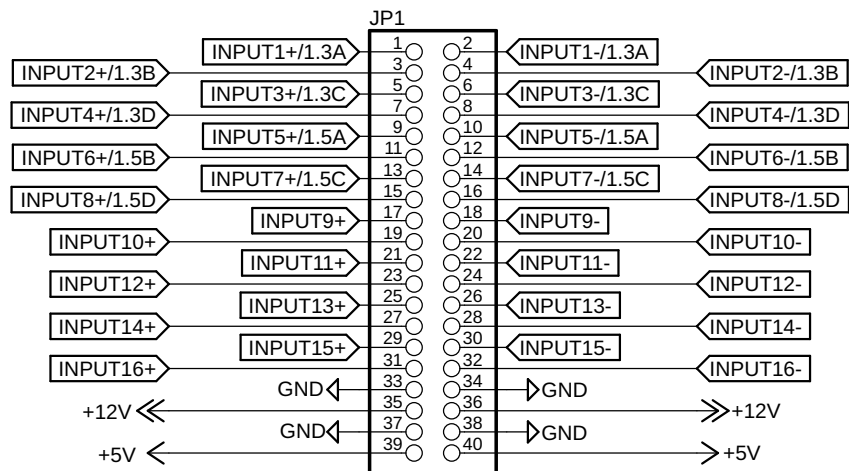 JP1
INPUT1+/1.3A 1 2 INPUT1-/1.3A
INPUT2+/1.3B 3 4 INPUT2-/1.3B
INPUT3+/1.3C 5 6 INPUT3-/1.3C
INPUT4+/1.3D 7 8 INPUT4-/1.3D
INPUT5+/1.5A 9 10 INPUT5-/1.5A
INPUT6+/1.5B 11 12 INPUT6-/1.5B
INPUT7+/1.5C 13 14 INPUT7-/1.5C
INPUT8+/1.5D 15 16 INPUT8-/1.5D
INPUT9+ 17 18 INPUT9-
INPUT10+ 19 20 INPUT10-
INPUT11+ 21 22 INPUT11-
INPUT12+ 23 24 INPUT12-
INPUT13+ 25 26 INPUT13-
INPUT14+ 27 28 INPUT14-
INPUT15+ 29 30 INPUT15-
INPUT16+ 31 32 INPUT16-
GND 33 34 GND
+12V 35 36 +12V
GND 37 38 GND
+5V 39 40 +5V